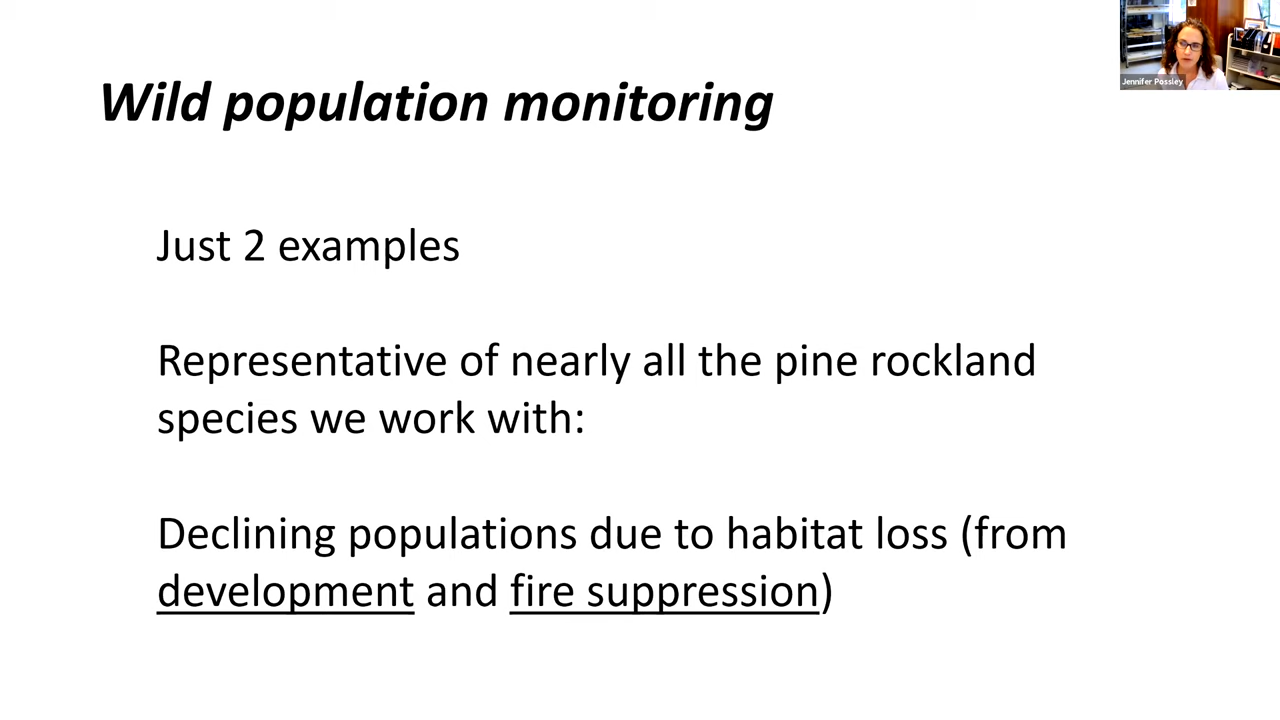 Jennifer Possley
Wild population monitoring
Just 2 examples
Representative of nearly all the pine rockland
species we work with:
Declining populations due to habitat loss (from
development and fire suppression)